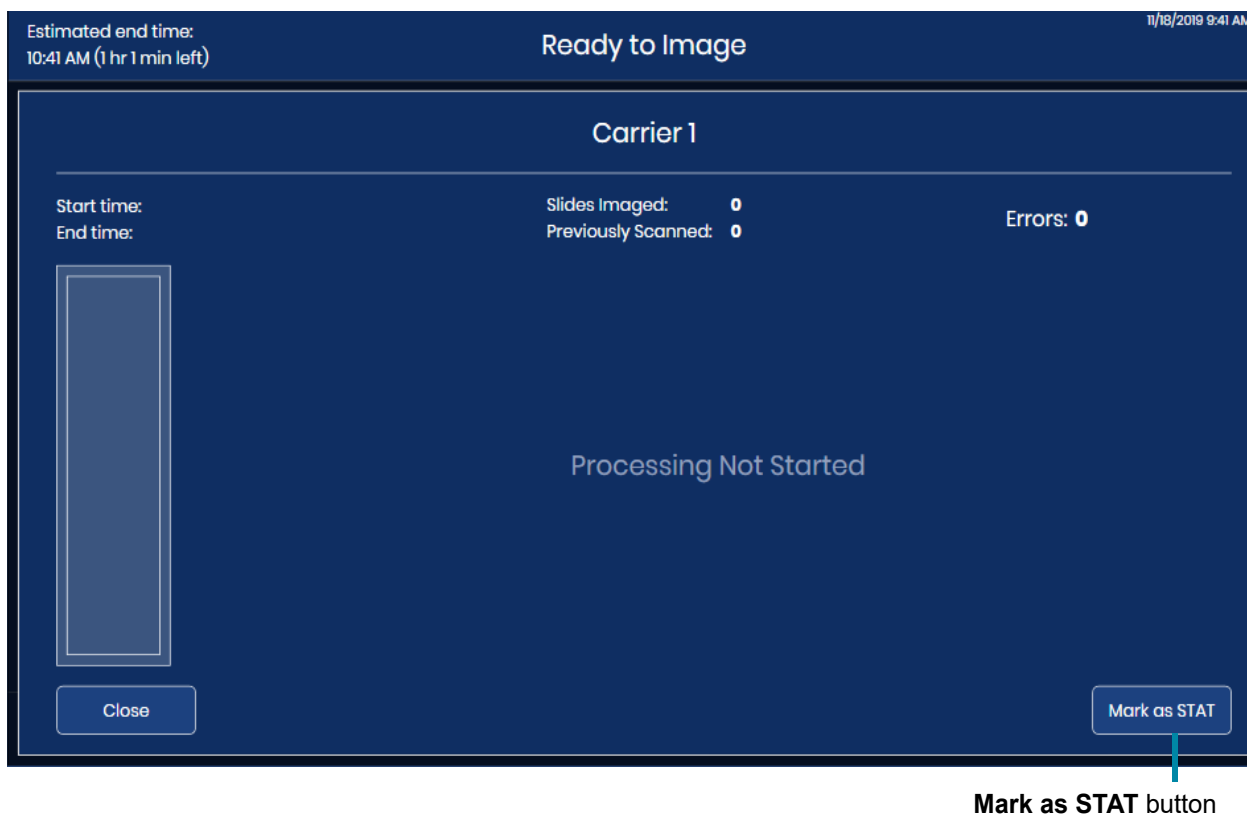 Estimated end time:
10:41 AM (1 hr 1 min left)
Ready to Image
11/18/2019 9:41 AM
Carrier 1
Start time:
End time:
Slides Imaged: 0
Previously Scanned: 0
Errors: 0
Processing Not Started
Close
Mark as STAT
Mark as STAT button